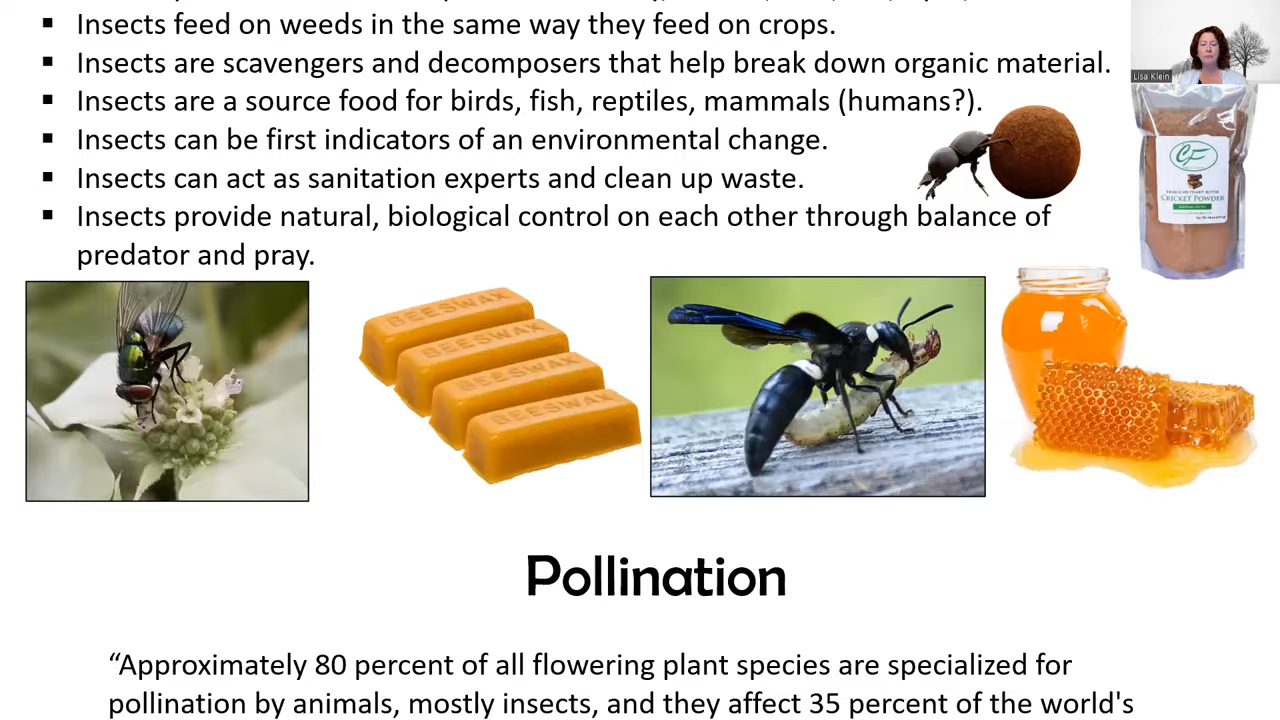 ▪ Insects feed on weeds in the same way they feed on crops.
▪ Insects are scavengers and decomposers that help break down organic material.
▪ Insects are a source food for birds, fish, reptiles, mammals (humans?).
▪ Insects can be first indicators of an environmental change.
▪ Insects can act as sanitation experts and clean up waste.
▪ Insects provide natural, biological control on each other through balance of
predator and pray.
Lisa Klein
CF
CRICKET POWDER
BEESWAX
BEESWAX
BEESWAX
BEESWAX
Pollination
“Approximately 80 percent of all flowering plant species are specialized for
pollination by animals, mostly insects, and they affect 35 percent of the world's